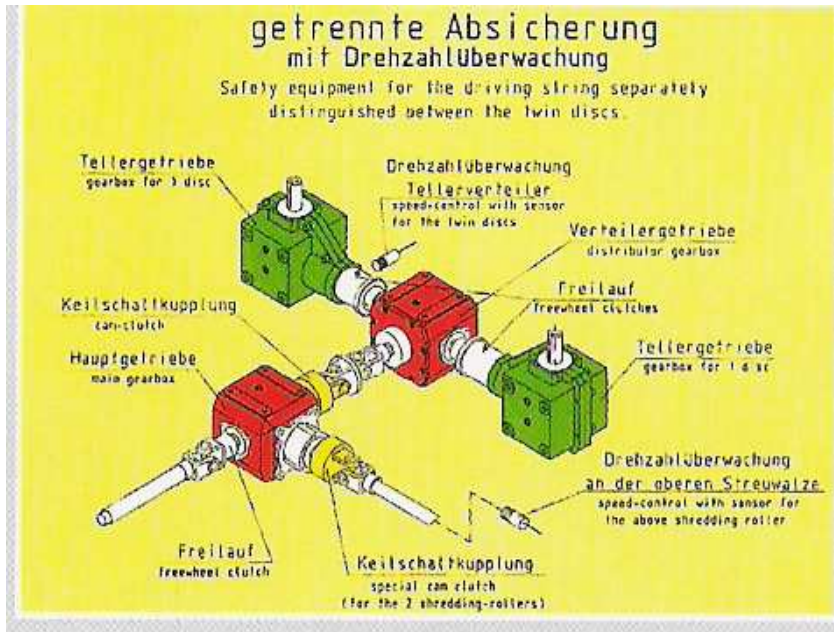 getrennte Absicherung
mit Drehzahlüberwachung
Safety equipment for the driving string separately
distinguished between the twin discs.
Tellergetriebe
gearbox for 1 disc
Drehzahlüberwachung
Tellerverteiler
speed-control with sensor
for the twin discs
Verteilergetriebe
distributor gearbox
Keilschaltkupplung
can-clutch
Freilauf
freewheel clutches
Hauptgetriebe
main gearbox
Tellergetriebe
gearbox for 1 disc
Drehzahlüberwachung
an der oberen Streuwalze
speed-control with sensor for
the above shredding roller
Freilauf
freewheel clutch
Keilschaltkupplung
special cam clutch
(for the 2 shredding-rollers)